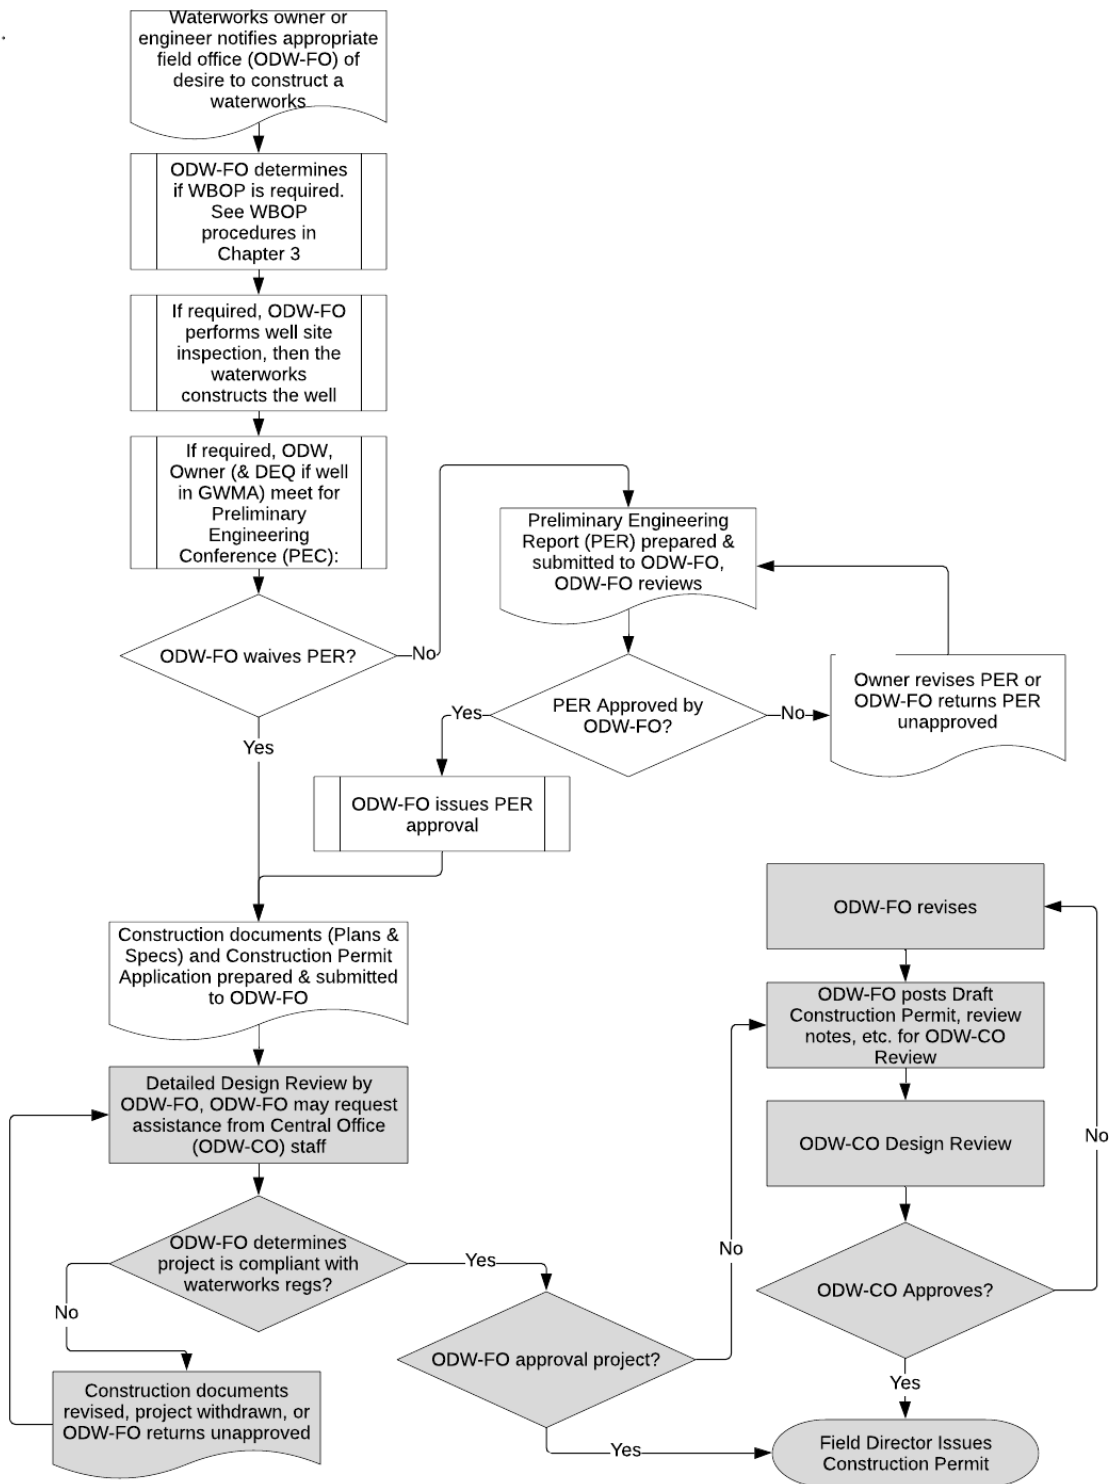 .
Waterworks owner or
engineer notifies appropriate
field office (ODW-FO) of
desire to construct a
waterworks
ODW-FO determines
if WBOP is required.
See WBOP
procedures in
Chapter 3
If required, ODW-FO
performs well site
inspection, then the
waterworks
constructs the well
If required, ODW,
Owner (& DEQ if well
in GWMA) meet for
Preliminary
Engineering
Conference (PEC):
ODW-FO waives PER?
No
Yes
Preliminary Engineering
Report (PER) prepared &
submitted to ODW-FO,
ODW-FO reviews
PER Approved by
ODW-FO?
Yes
No
Owner revises PER or
ODW-FO returns PER
unapproved
ODW-FO issues PER
approval
Construction documents (Plans &
Specs) and Construction Permit
Application prepared & submitted
to ODW-FO
Detailed Design Review by
ODW-FO, ODW-FO may request
assistance from Central Office
(ODW-CO) staff
ODW-FO determines
project is compliant with
waterworks regs?
No
Yes
Construction documents
revised, project withdrawn, or
ODW-FO returns unapproved
ODW-FO approval project?
No
Yes
ODW-FO revises
ODW-FO posts Draft
Construction Permit, review
notes, etc. for ODW-CO
Review
ODW-CO Design Review
ODW-CO Approves?
No
Yes
Field Director Issues
Construction Permit